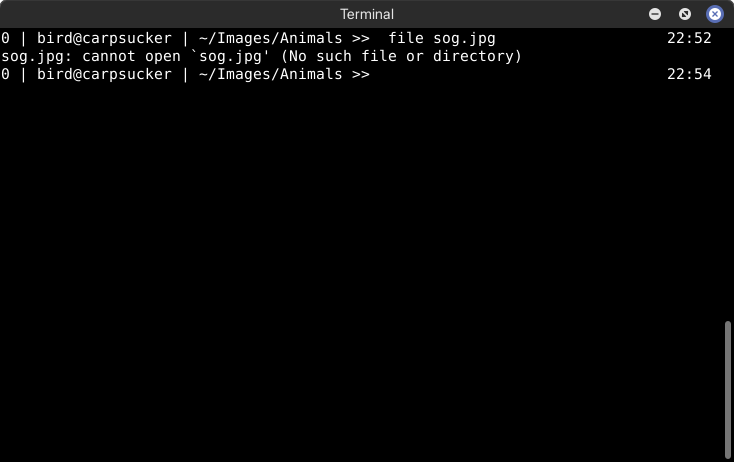 Terminal
0 | bird@carpsucker | ~/Images/Animals >>  file sog.jpg 22:52
sog.jpg: cannot open `sog.jpg' (No such file or directory)
0 | bird@carpsucker | ~/Images/Animals >> 22:54